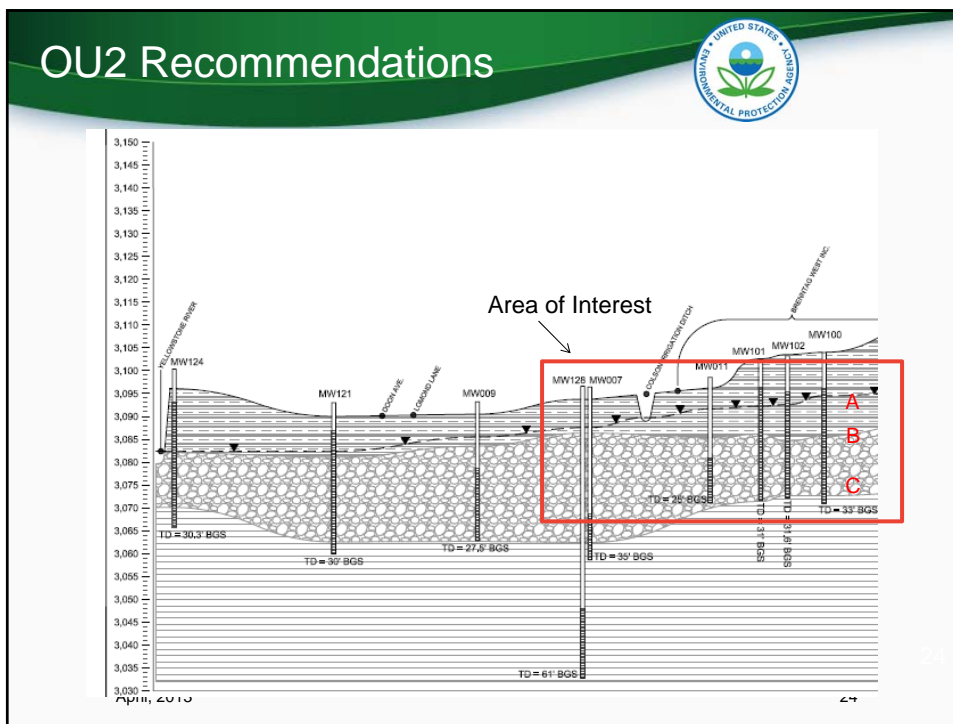 OU2 Recommendations
UNITED STATES
ENVIRONMENTAL PROTECTION AGENCY
3,150
3,145
3,140
3,135
3,130
3,125
3,120
3,115
3,110
3,105
3,100
3,095
3,090
3,085
3,080
3,075
3,070
3,065
3,060
3,055
3,050
3,045
3,040
3,035
3,030
YELLOWSTONE RIVER
MW124
TD = 30.3' BGS
MW121
TD = 30' BGS
DOON AVE.
LOMOND LANE
MW009
TD = 27.5' BGS
Area of Interest
MW128
MW007
TD = 61' BGS
TD = 35' BGS
COLSON IRRIGATION DITCH
MW011
TD = 28' BGS
BRENNTAG WEST INC.
MW101
MW102
MW100
TD = 31' BGS
TD = 31.6' BGS
TD = 33' BGS
A
B
C
24
April, 2013
24